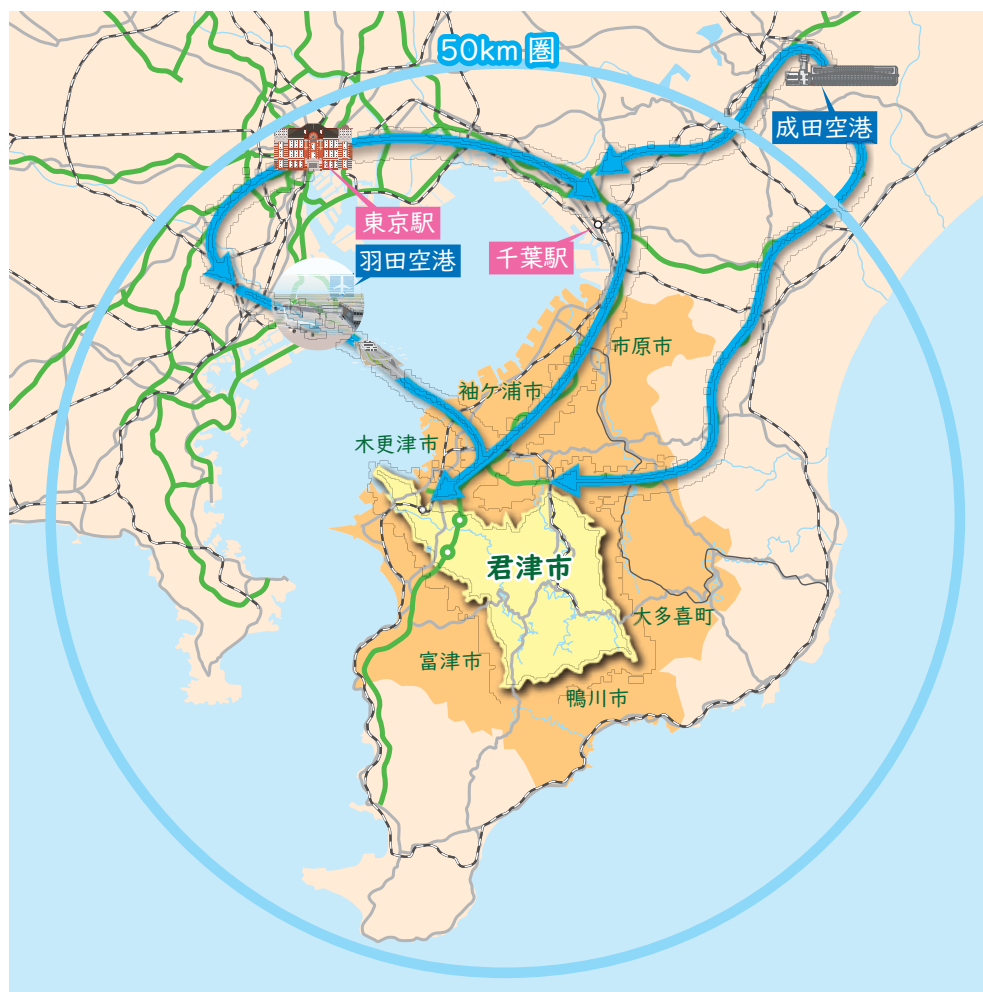 50km 圏
成田空港
東京駅
千葉駅
羽田空港
市原市
袖ケ浦市
木更津市
君津市
大多喜町
富津市
鴨川市